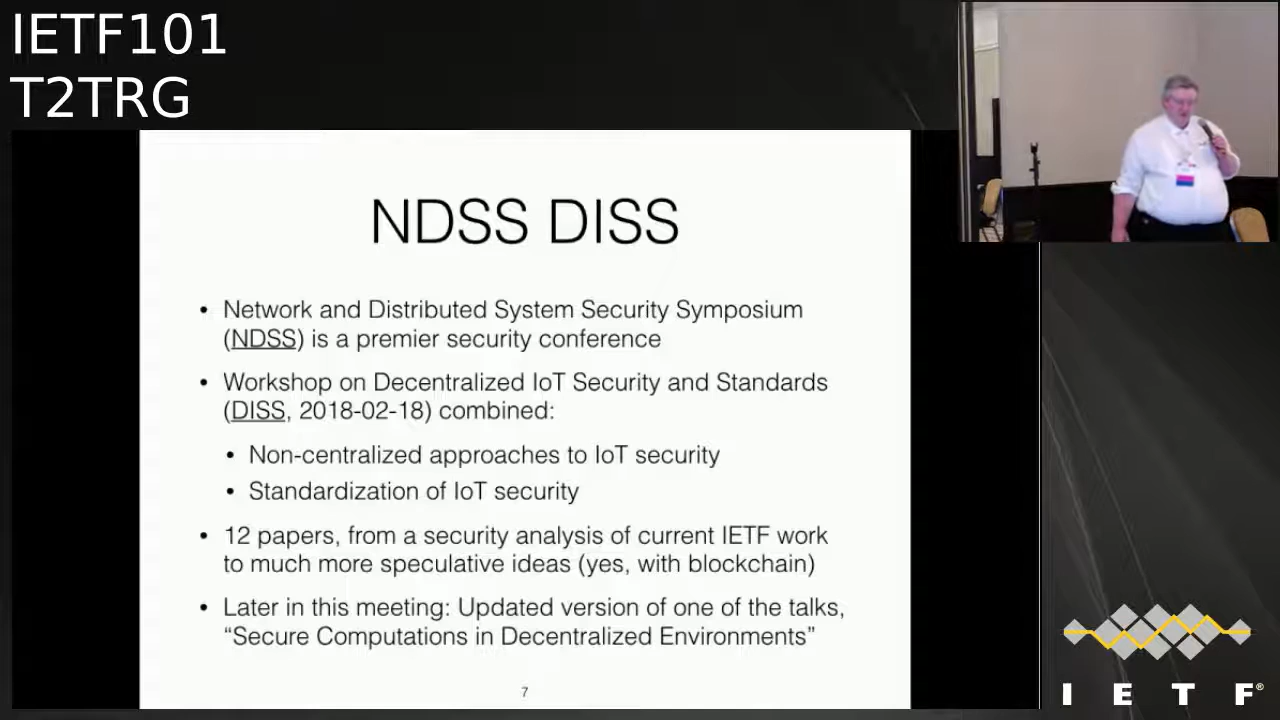 IETF101
T2TRG
NDSS DISS
• Network and Distributed System Security Symposium
(NDSS) is a premier security conference
• Workshop on Decentralized IoT Security and Standards
(DISS, 2018-02-18) combined:
• Non-centralized approaches to IoT security
• Standardization of IoT security
• 12 papers, from a security analysis of current IETF work
to much more speculative ideas (yes, with blockchain)
• Later in this meeting: Updated version of one of the talks,
“Secure Computations in Decentralized Environments”
7
I E T F®